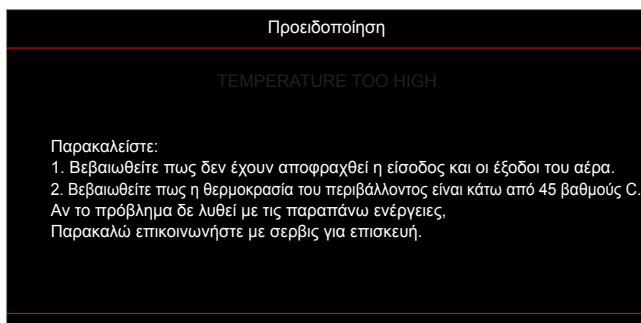 Προειδοποίηση
TEMPERATURE TOO HIGH
Παρακαλείστε:
1. Βεβαιωθείτε πως δεν έχουν αποφραχθεί η είσοδος και οι έξοδοι του αέρα.
2. Βεβαιωθείτε πως η θερμοκρασία του περιβάλλοντος είναι κάτω από 45 βαθμούς C.
Αν το πρόβλημα δε λυθεί με τις παραπάνω ενέργειες,
Παρακαλώ επικοινωνήστε με σερβις για επισκευή.